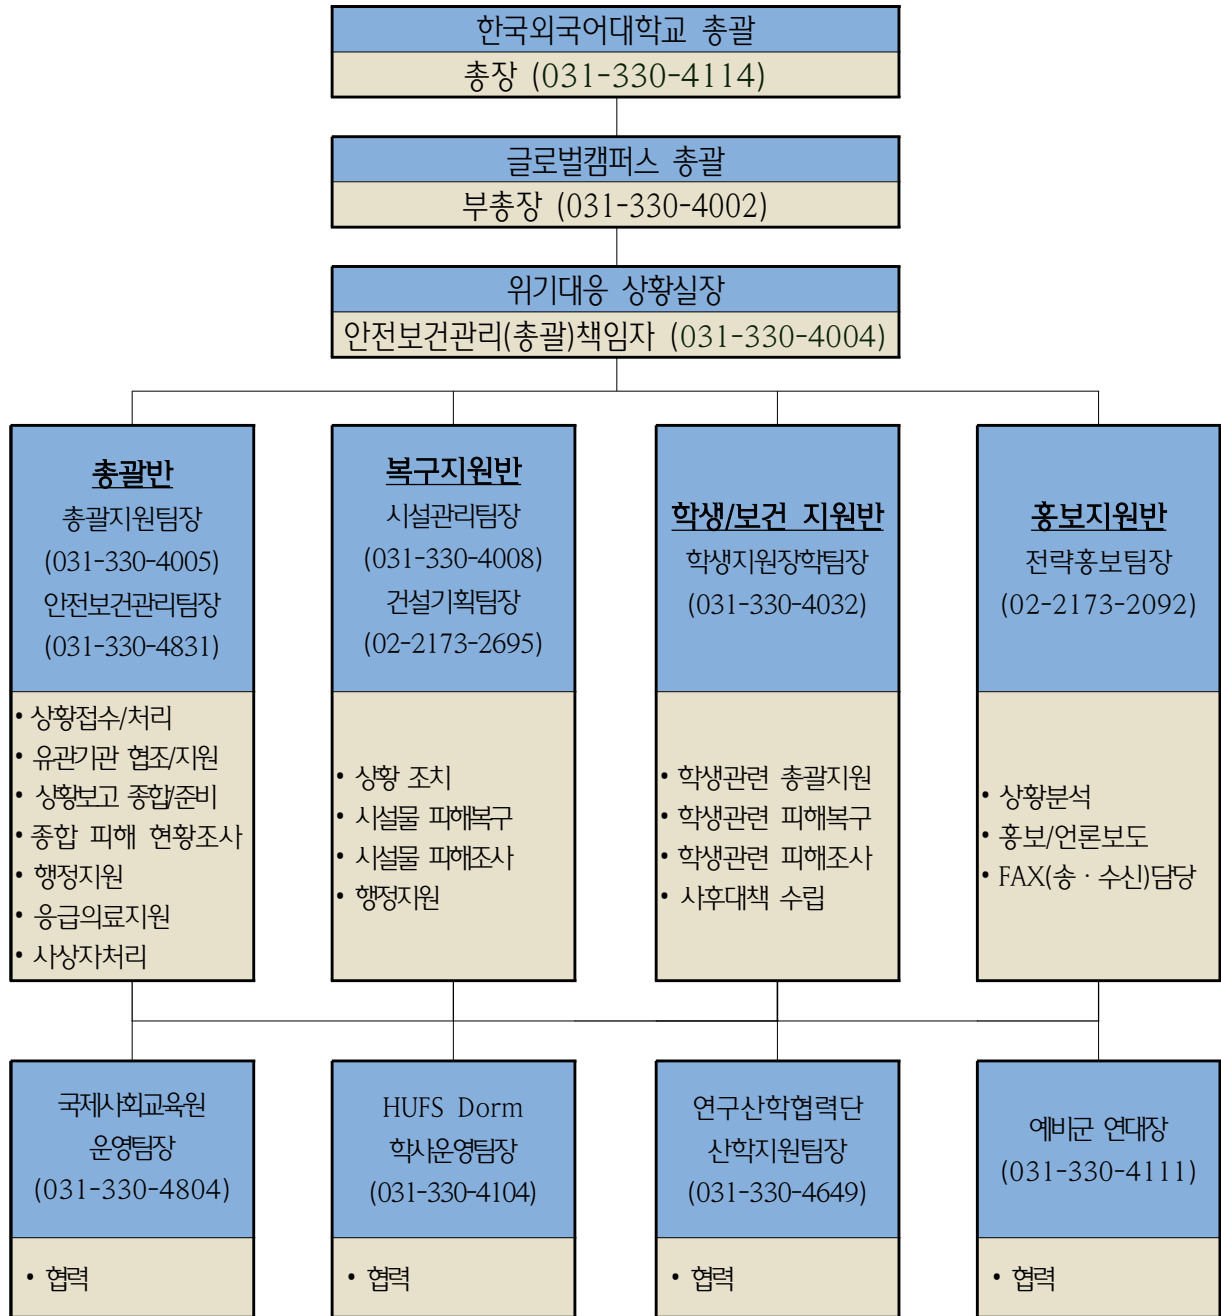 한국외국어대학교 총괄
총장 (031-330-4114)
글로벌캠퍼스 총괄
부총장 (031-330-4002)
위기대응 상황실장
안전보건관리(총괄)책임자 (031-330-4004)
총괄반
총괄지원팀장
(031-330-4005)
안전보건관리팀장
(031-330-4831)
• 상황접수/처리
• 유관기관 협조/지원
• 상황보고 종합/준비
• 종합 피해 현황조사
• 행정지원
• 응급의료지원
• 사상자처리
복구지원반
시설관리팀장
(031-330-4008)
건설기획팀장
(02-2173-2695)
• 상황 조치
• 시설물 피해복구
• 시설물 피해조사
• 행정지원
학생/보건 지원반
학생지원장학팀장
(031-330-4032)
• 학생관련 총괄지원
• 학생관련 피해복구
• 학생관련 피해조사
• 사후대책 수립
홍보지원반
전략홍보팀장
(02-2173-2092)
• 상황분석
• 홍보/언론보도
• FAX(송 · 수신)담당
국제사회교육원
운영팀장
(031-330-4804)
• 협력
HUFS Dorm
학사운영팀장
(031-330-4104)
• 협력
연구산학협력단
산학지원팀장
(031-330-4649)
• 협력
예비군 연대장
(031-330-4111)
• 협력